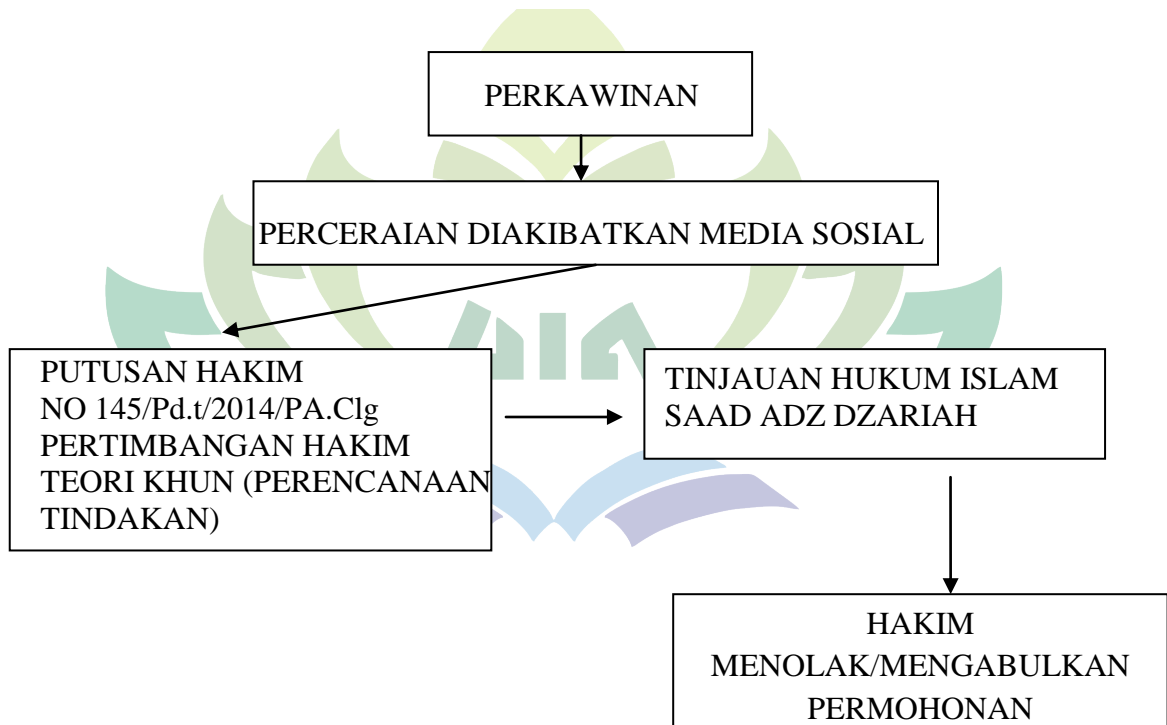 PERKAWINAN
PERCERAIAN DIAKIBATKAN MEDIA SOSIAL
PUTUSAN HAKIM
NO 145/Pd.t/2014/PA.Clg
PERTIMBANGAN HAKIM
TEORI KHUN (PERENCANAAN
TINDAKAN)
TINJAUAN HUKUM ISLAM
SAAD ADZ DZARIAH
HAKIM
MENOLAK/MENGABULKAN
PERMOHONAN